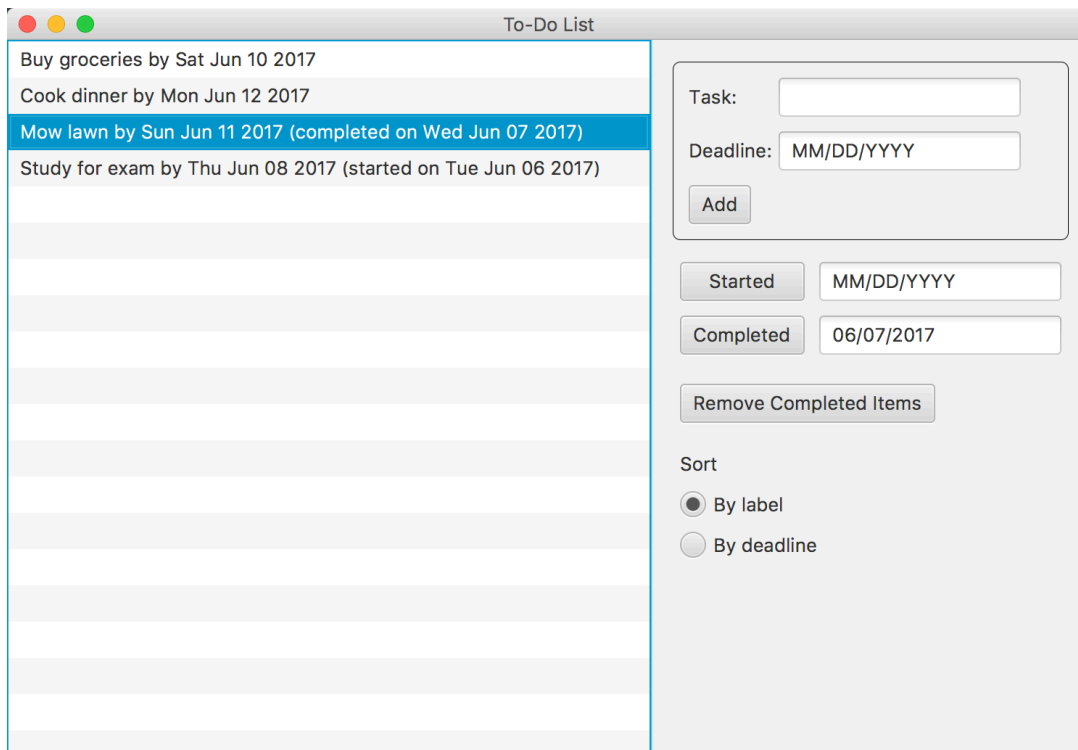 To-Do List
Buy groceries by Sat Jun 10 2017
Cook dinner by Mon Jun 12 2017
Mow lawn by Sun Jun 11 2017 (completed on Wed Jun 07 2017)
Study for exam by Thu Jun 08 2017 (started on Tue Jun 06 2017)
Task:
Deadline: MM/DD/YYYY
Add
Started MM/DD/YYYY
Completed 06/07/2017
Remove Completed Items
Sort
By label
By deadline